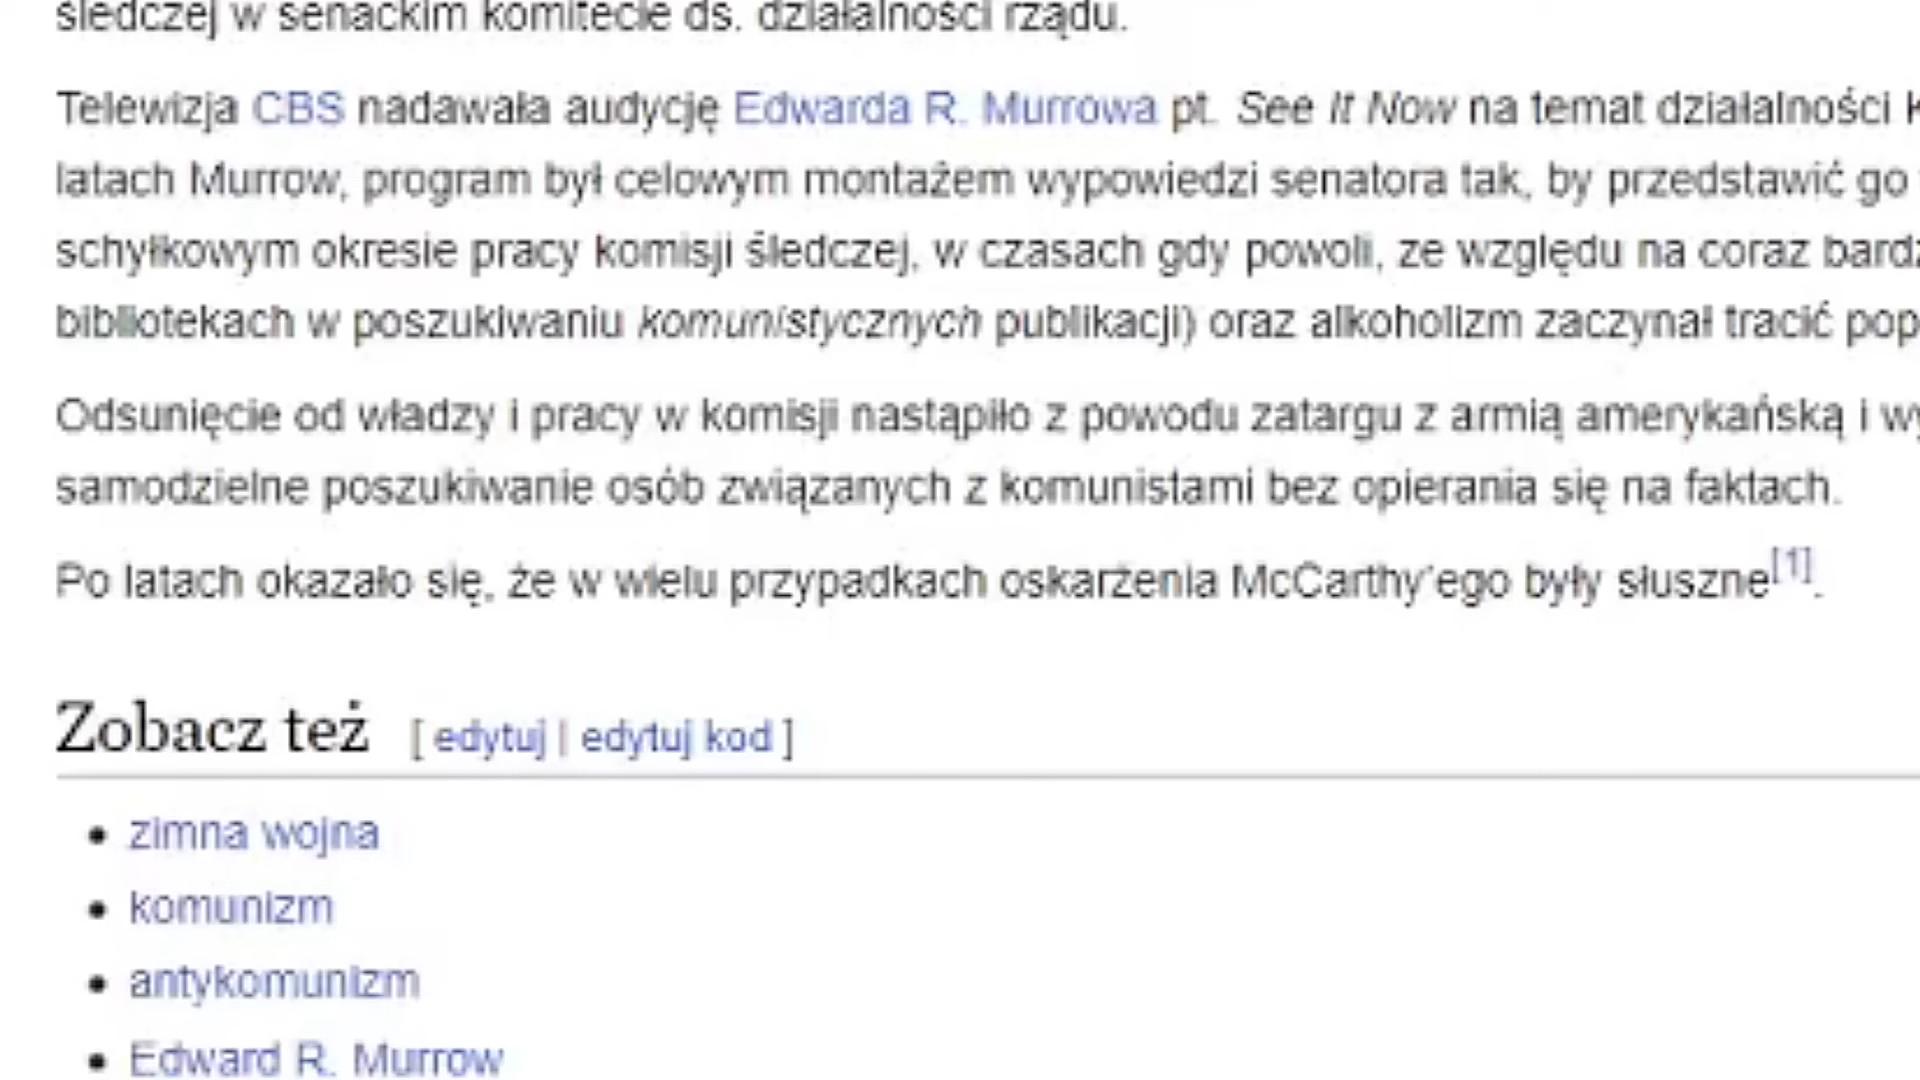 śledczej w senackim komitecie ds. działalności rządu.
Telewizja CBS nadawała audycję Edwarda R. Murrowa pt. See It Now na temat działalności K
latach Murrow, program był celowym montażem wypowiedzi senatora tak, by przedstawić go
schyłkowym okresie pracy komisji śledczej, w czasach gdy powoli, ze względu na coraz bardz
bibliotekach w poszukiwaniu komunistycznych publikacji) oraz alkoholizm zaczynał tracić pop
Odsunięcie od władzy i pracy w komisji nastąpiło z powodu zatargu z armią amerykańską i wy
samodzielne poszukiwanie osób związanych z komunistami bez opierania się na faktach.
Po latach okazało się, że w wielu przypadkach oskarżenia McCarthy'ego były słuszne[1].
Zobacz też [ edytuj | edytuj kod ]
• zimna wojna
• komunizm
• antykomunizm
• Edward R. Murrow